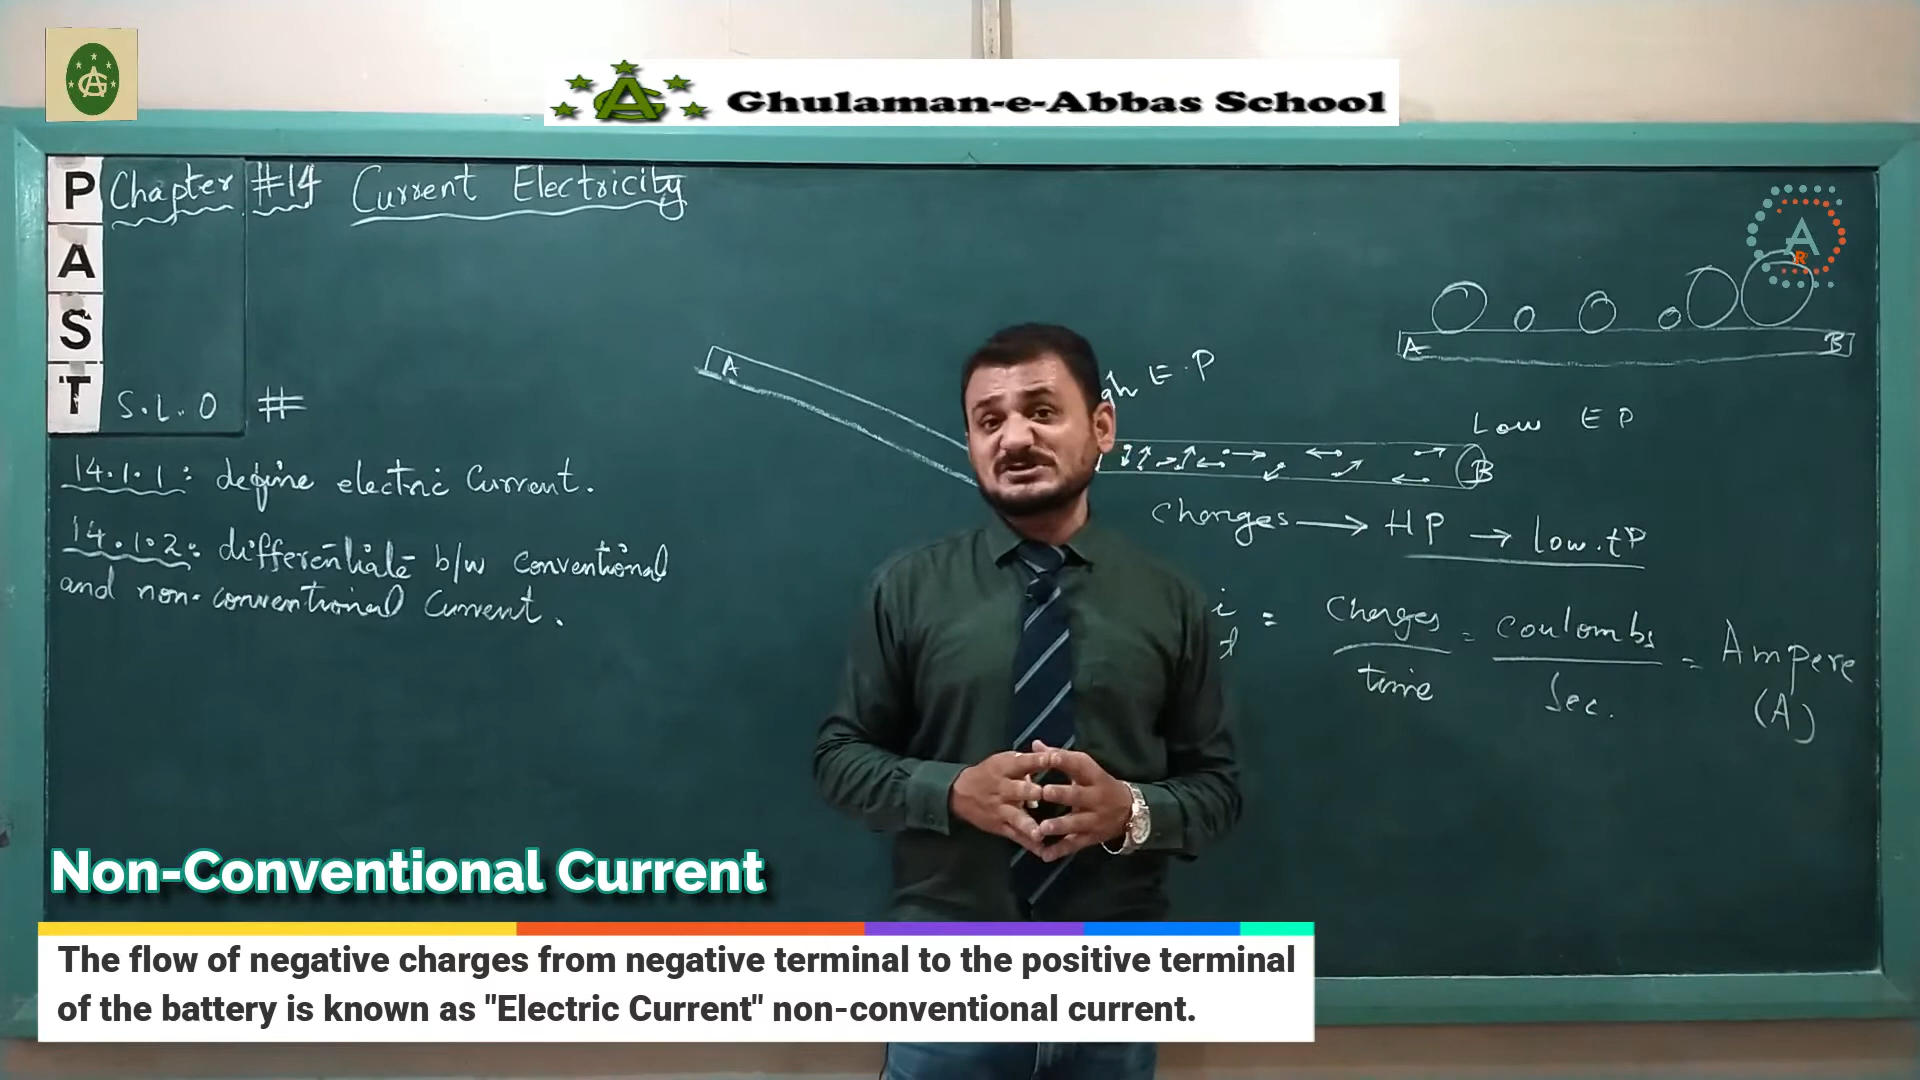 Ghulaman-e-Abbas School
P
A
S
T
Chapter #14 Current Electricity
S.L.O #
14.1.1: define electric Current.
14.1.2: differentiate b/w conventional
and non-conventional Current.
A
E.P
Low E P
B
A
B
charges → HP → low.tP
i = Charges = coulombs = Ampere
t time Sec. (A)
Non-Conventional Current
The flow of negative charges from negative terminal to the positive terminal
of the battery is known as "Electric Current" non-conventional current.